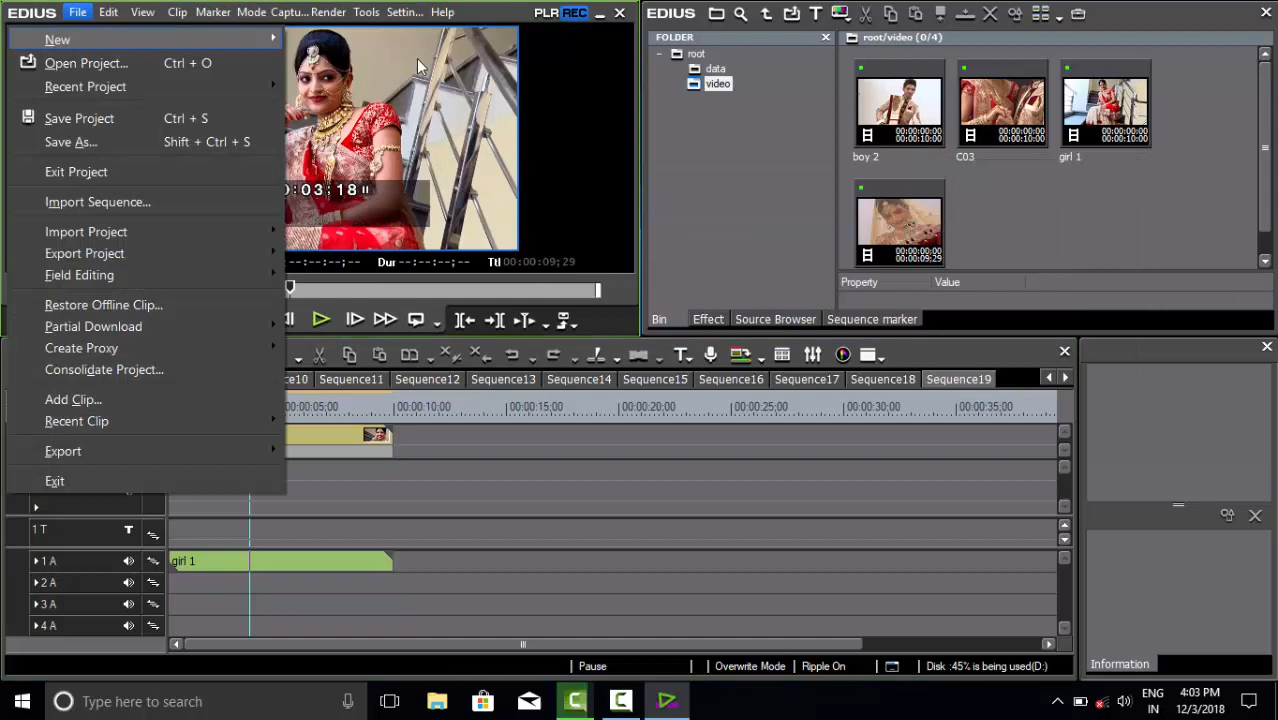 EDIUS File Edit View Clip Marker Mode Captu... Render Tools Settin... Help PLR REC
EDIUS
New
Open Project... Ctrl + O
Recent Project
Save Project Ctrl + S
Save As... Shift + Ctrl + S
Exit Project
Import Sequence...
Import Project
Export Project
Field Editing
Restore Offline Clip...
Partial Download
Create Proxy
Consolidate Project...
Add Clip...
Recent Clip
Export
Exit
0:03;18
--:--;-- Dur --:--:--;-- Ttl 00:00:09;29
FOLDER
root
data
video
root/video (0/4)
00:00:00:00
00:00:10:00
boy 2
00:00:00:00
00:00:10:00
C03
00:00:00:00
00:00:10:00
girl 1
00:00:00;00
00:00:09;29
Property Value
Bin Effect Source Browser Sequence marker
T
e10 Sequence11 Sequence12 Sequence13 Sequence14 Sequence15 Sequence16 Sequence17 Sequence18 Sequence19
00:00:05;00 00:00:10;00 00:00:15;00 00:00:20;00 00:00:25;00 00:00:30;00 00:00:35;00
1 T T
1 A girl 1
2 A
3 A
4 A
Information
Pause Overwrite Mode Ripple On Disk :45% is being used(D:)
Type here to search
ENG
IN
4:03 PM
12/3/2018